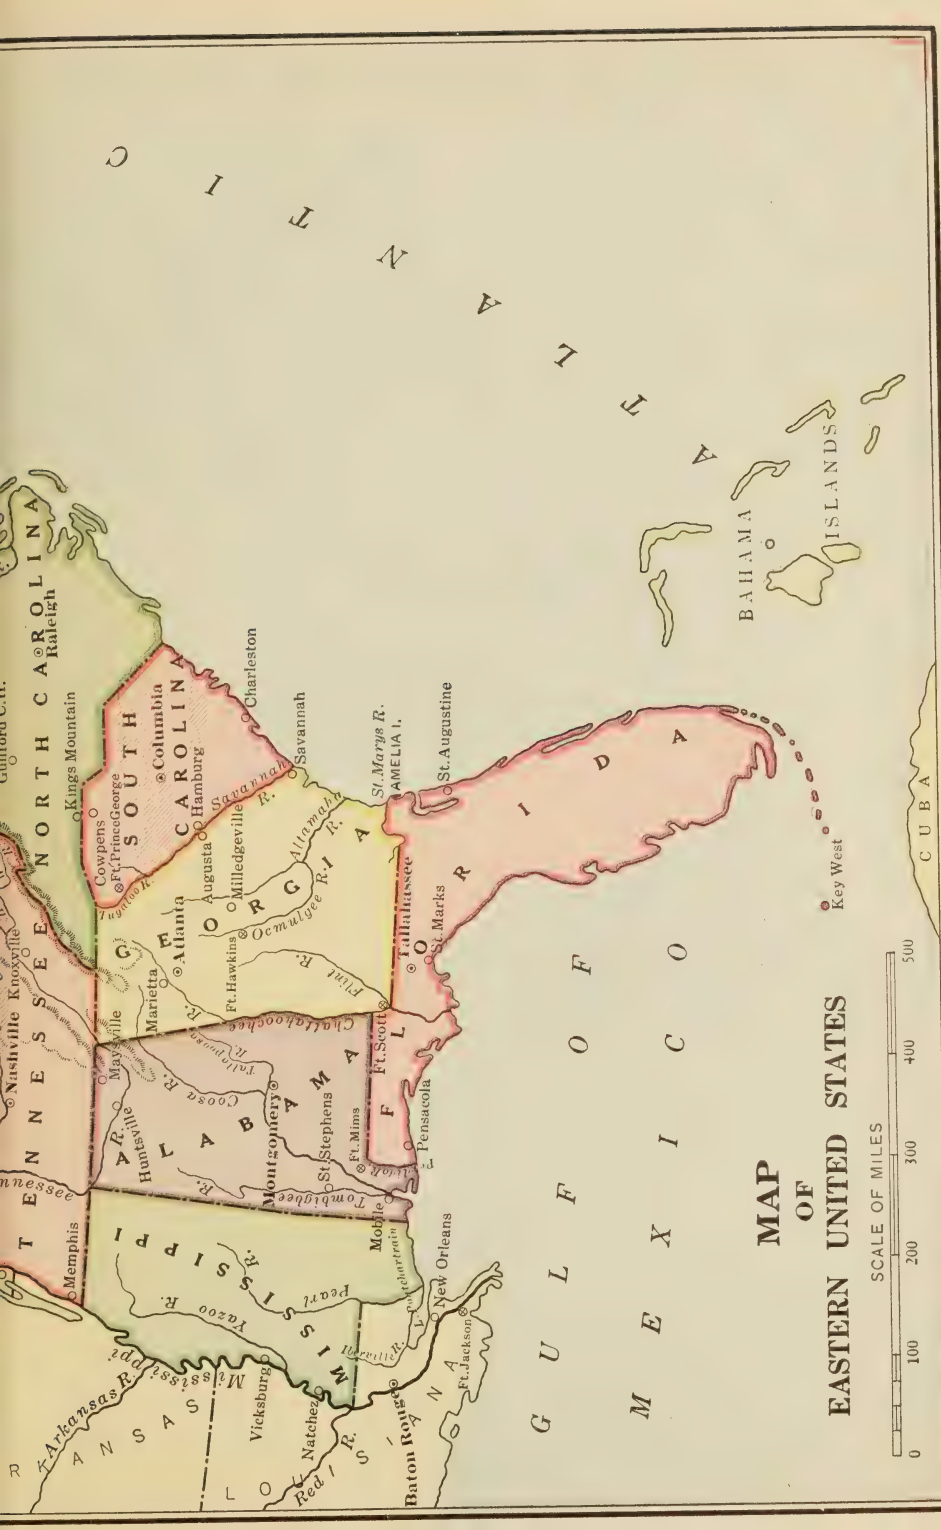 MAP
OF
EASTERN UNITED STATES
SCALE OF MILES
0 100 200 300 400 500
ATLANTIC
GULF OF
MEXICO
BAHAMA
ISLANDS
CUBA
Key West
NORTH CAROLINA
Raleigh
Guilford C.H.
Kings Mountain
SOUTH
CAROLINA
Cowpens
Ft.Prince George
Columbia
Hamburg
Charleston
Savannah R.
Tugaloo R.
GEORGIA
Savannah
Augusta
Milledgeville
Atlanta
Marietta
Ft.Hawkins
Ocmulgee R.
Altamaha R.
Flint R.
Chattahoochee R.
St.Marys R.
AMELIA I.
FLORIDA
St.Augustine
Tallahassee
St.Marks
Ft.Scott
Pensacola
TENNESSEE
Nashville
Knoxville
Memphis
ALABAMA
Maysville
Huntsville
R.
Coosa R.
Tallapoosa R.
Montgomery
St.Stephens
Ft.Mims
Tombigbee R.
Mobile
MISSISSIPPI
Yazoo R.
Pearl R.
Vicksburg
Natchez
Mississippi
Arkansas R.
RKANSAS
LOUISIANA
Red R.
Baton Rouge
New Orleans
L. Pontchartrain
Ft.Jackson